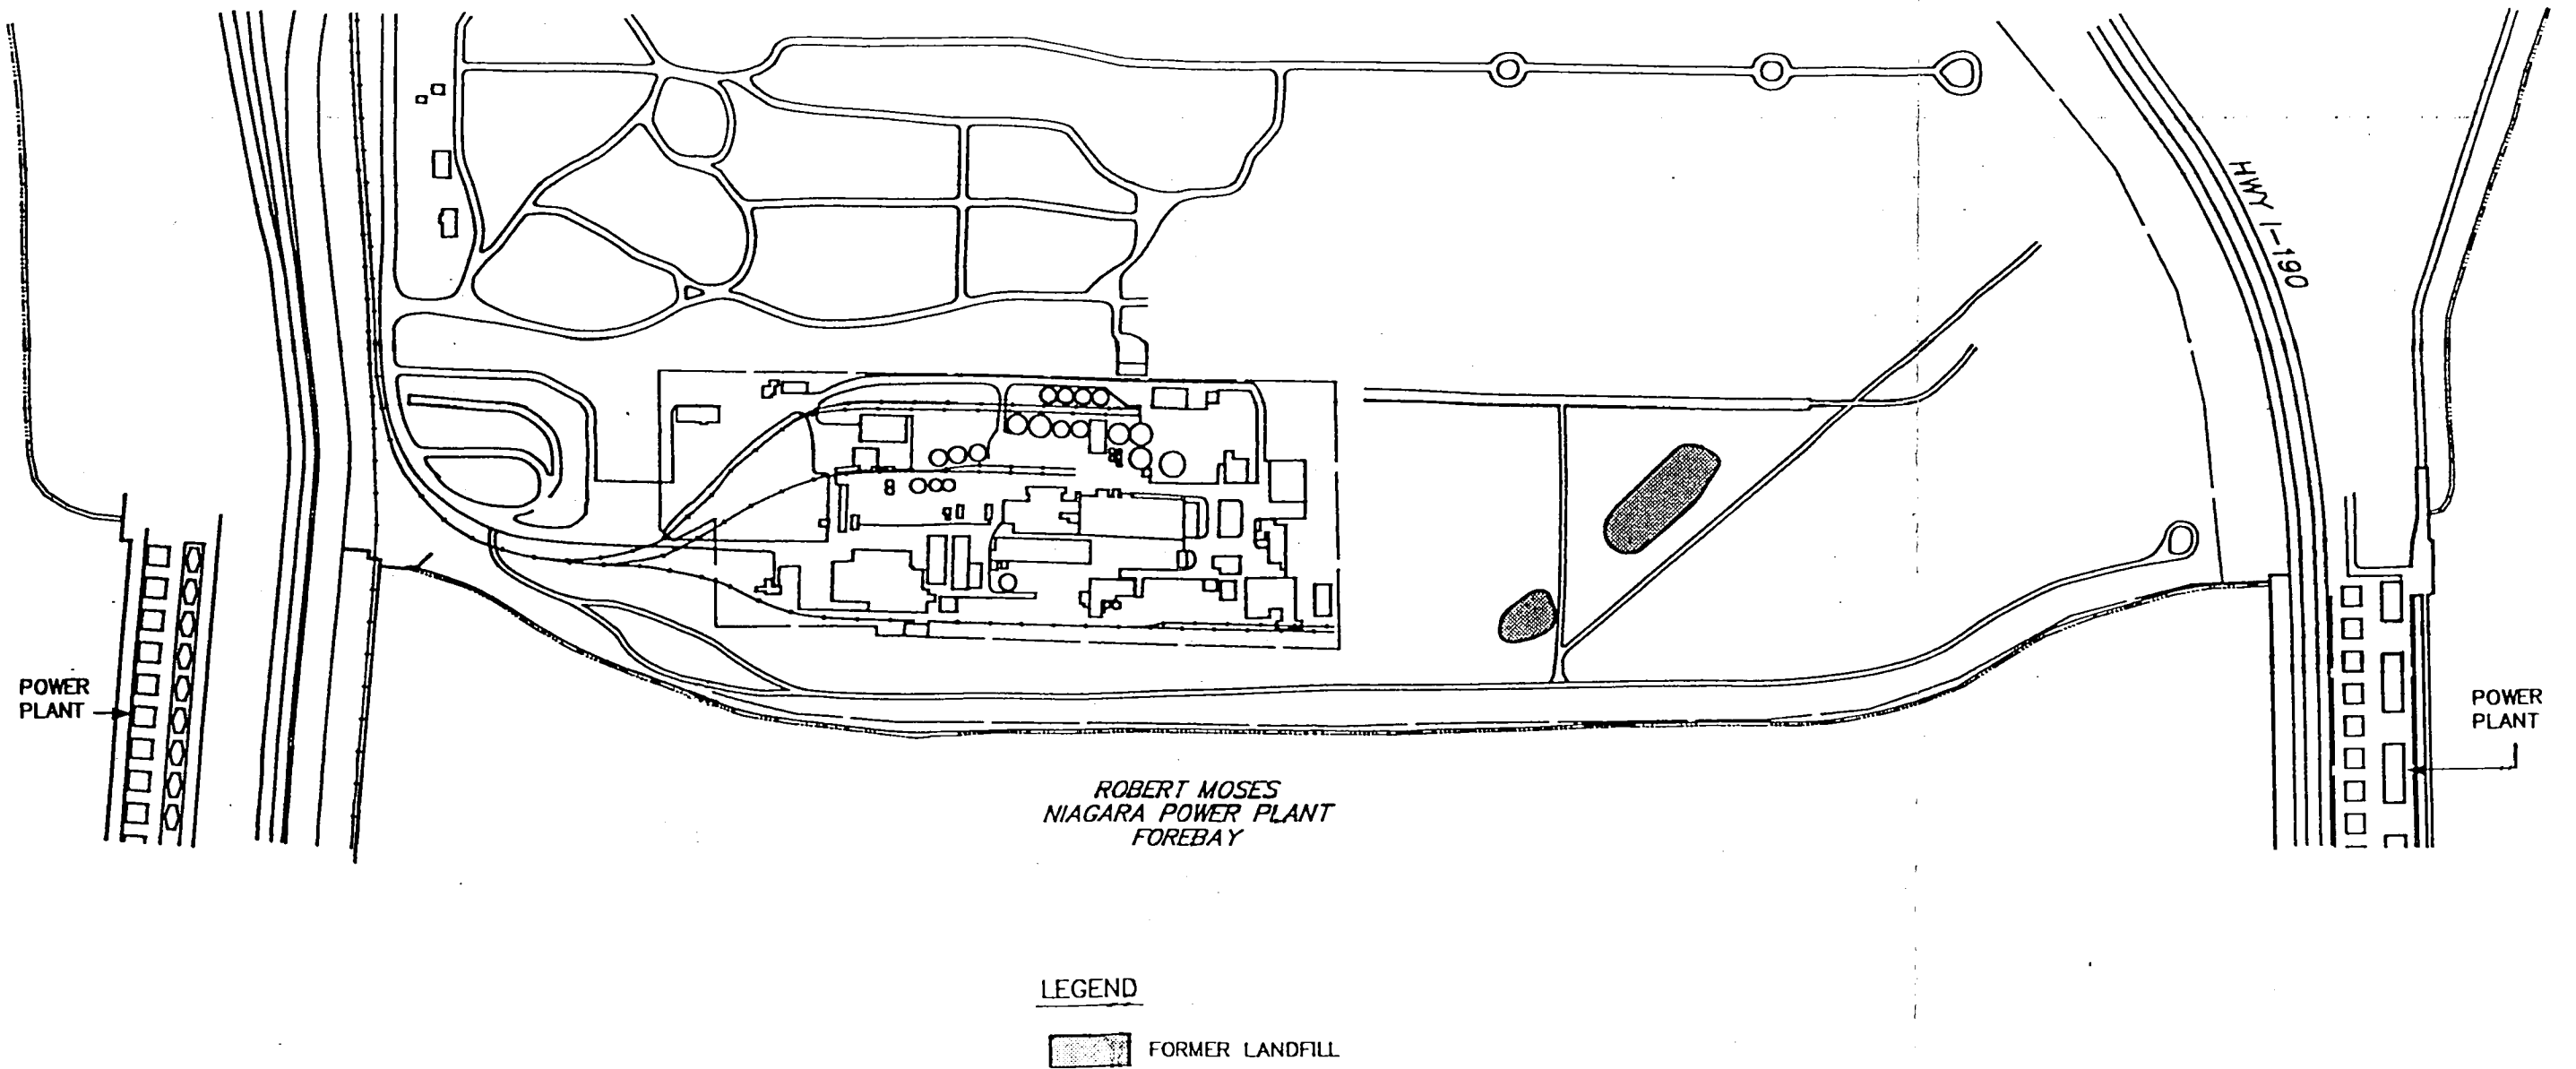 HWY I-190
POWER
PLANT
POWER
PLANT
ROBERT MOSES
NIAGARA POWER PLANT
FOREBAY
LEGEND
FORMER LANDFILL